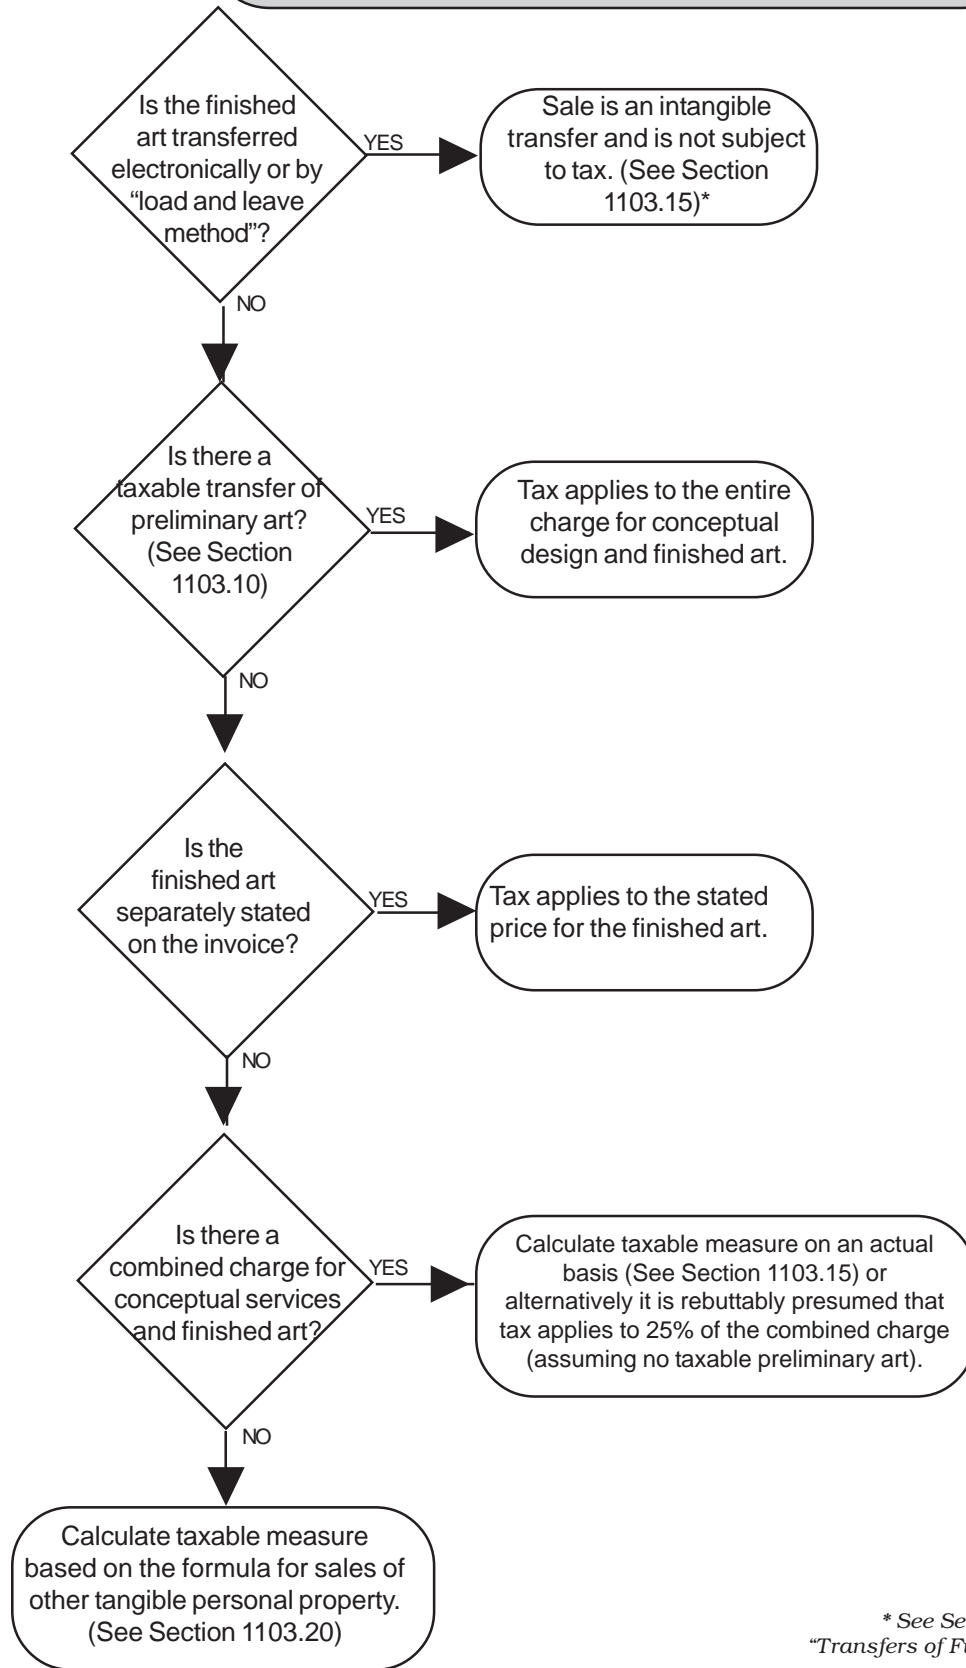 Is the finished
art transferred
electronically or by
“load and leave
method”?
YES
Sale is an intangible
transfer and is not subject
to tax. (See Section
1103.15)*
NO
Is there a
taxable transfer of
preliminary art?
(See Section
1103.10)
YES
Tax applies to the entire
charge for conceptual
design and finished art.
NO
Is the
finished art
separately stated
on the invoice?
YES
Tax applies to the stated
price for the finished art.
NO
Is there a
combined charge for
conceptual services
and finished art?
YES
Calculate taxable measure on an actual
basis (See Section 1103.15) or
alternatively it is rebuttably presumed that
tax applies to 25% of the combined charge
(assuming no taxable preliminary art).
NO
Calculate taxable measure
based on the formula for sales of
other tangible personal property.
(See Section 1103.20)
* See Se
“Transfers of Fu